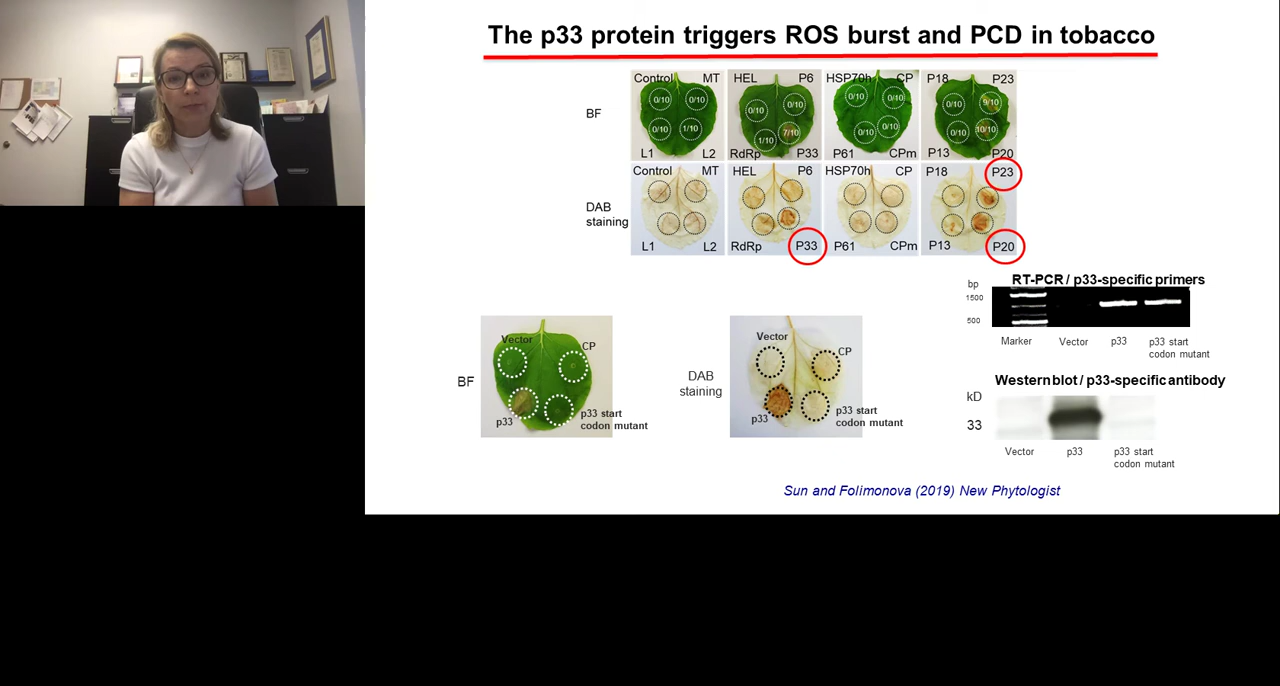 The p33 protein triggers ROS burst and PCD in tobacco
Control MT HEL P6 HSP70h CP P18 P23
0/10 0/10 0/10 0/10 0/10 0/10 0/10 9/10
BF
0/10 1/10 1/10 7/10 0/10 0/10 0/10 10/10
L1 L2 RdRp P33 P61 CPm P13 P20
Control MT HEL P6 HSP70h CP P18 P23
DAB
staining
L1 L2 RdRp P33 P61 CPm P13 P20
RT-PCR / p33-specific primers
bp
1500
500
Marker Vector p33 p33 start
codon mutant
BF
Vector
CP
p33
p33 start
codon mutant
DAB
staining
Vector
CP
p33
p33 start
codon mutant
Western blot / p33-specific antibody
kD
33
Vector p33 p33 start
codon mutant
Sun and Folimonova (2019) New Phytologist